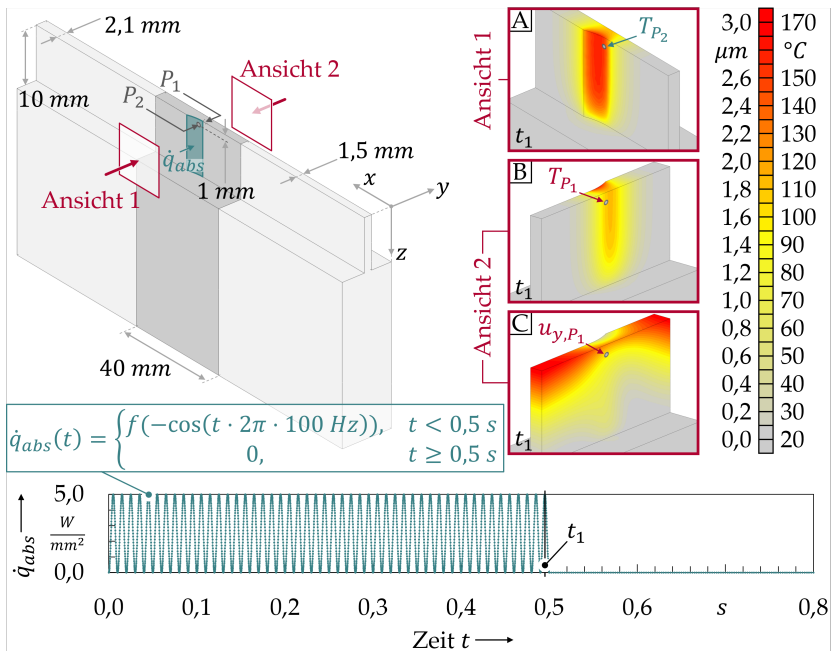 2,1 mm
10 mm
P₁
P₂
Ansicht 2
q̇abs
Ansicht 1
1 mm
1,5 mm
x
y
z
40 mm
Ansicht 1
A
TP₂
t₁
Ansicht 2
B
TP₁
t₁
C
uy,P₁
t₁
3,0 170
μm °C
2,6 150
2,4 140
2,2 130
2,0 120
1,8 110
1,6 100
1,4 90
1,2 80
1,0 70
0,8 60
0,6 50
0,4 40
0,2 30
0,0 20
q̇abs(t) = { f(−cos(t · 2π · 100 Hz)), t < 0,5 s
0, t ≥ 0,5 s
5,0
W/mm²
0,0
q̇abs
t₁
0,0 0,1 0,2 0,3 0,4 0,5 0,6 s 0,8
Zeit t